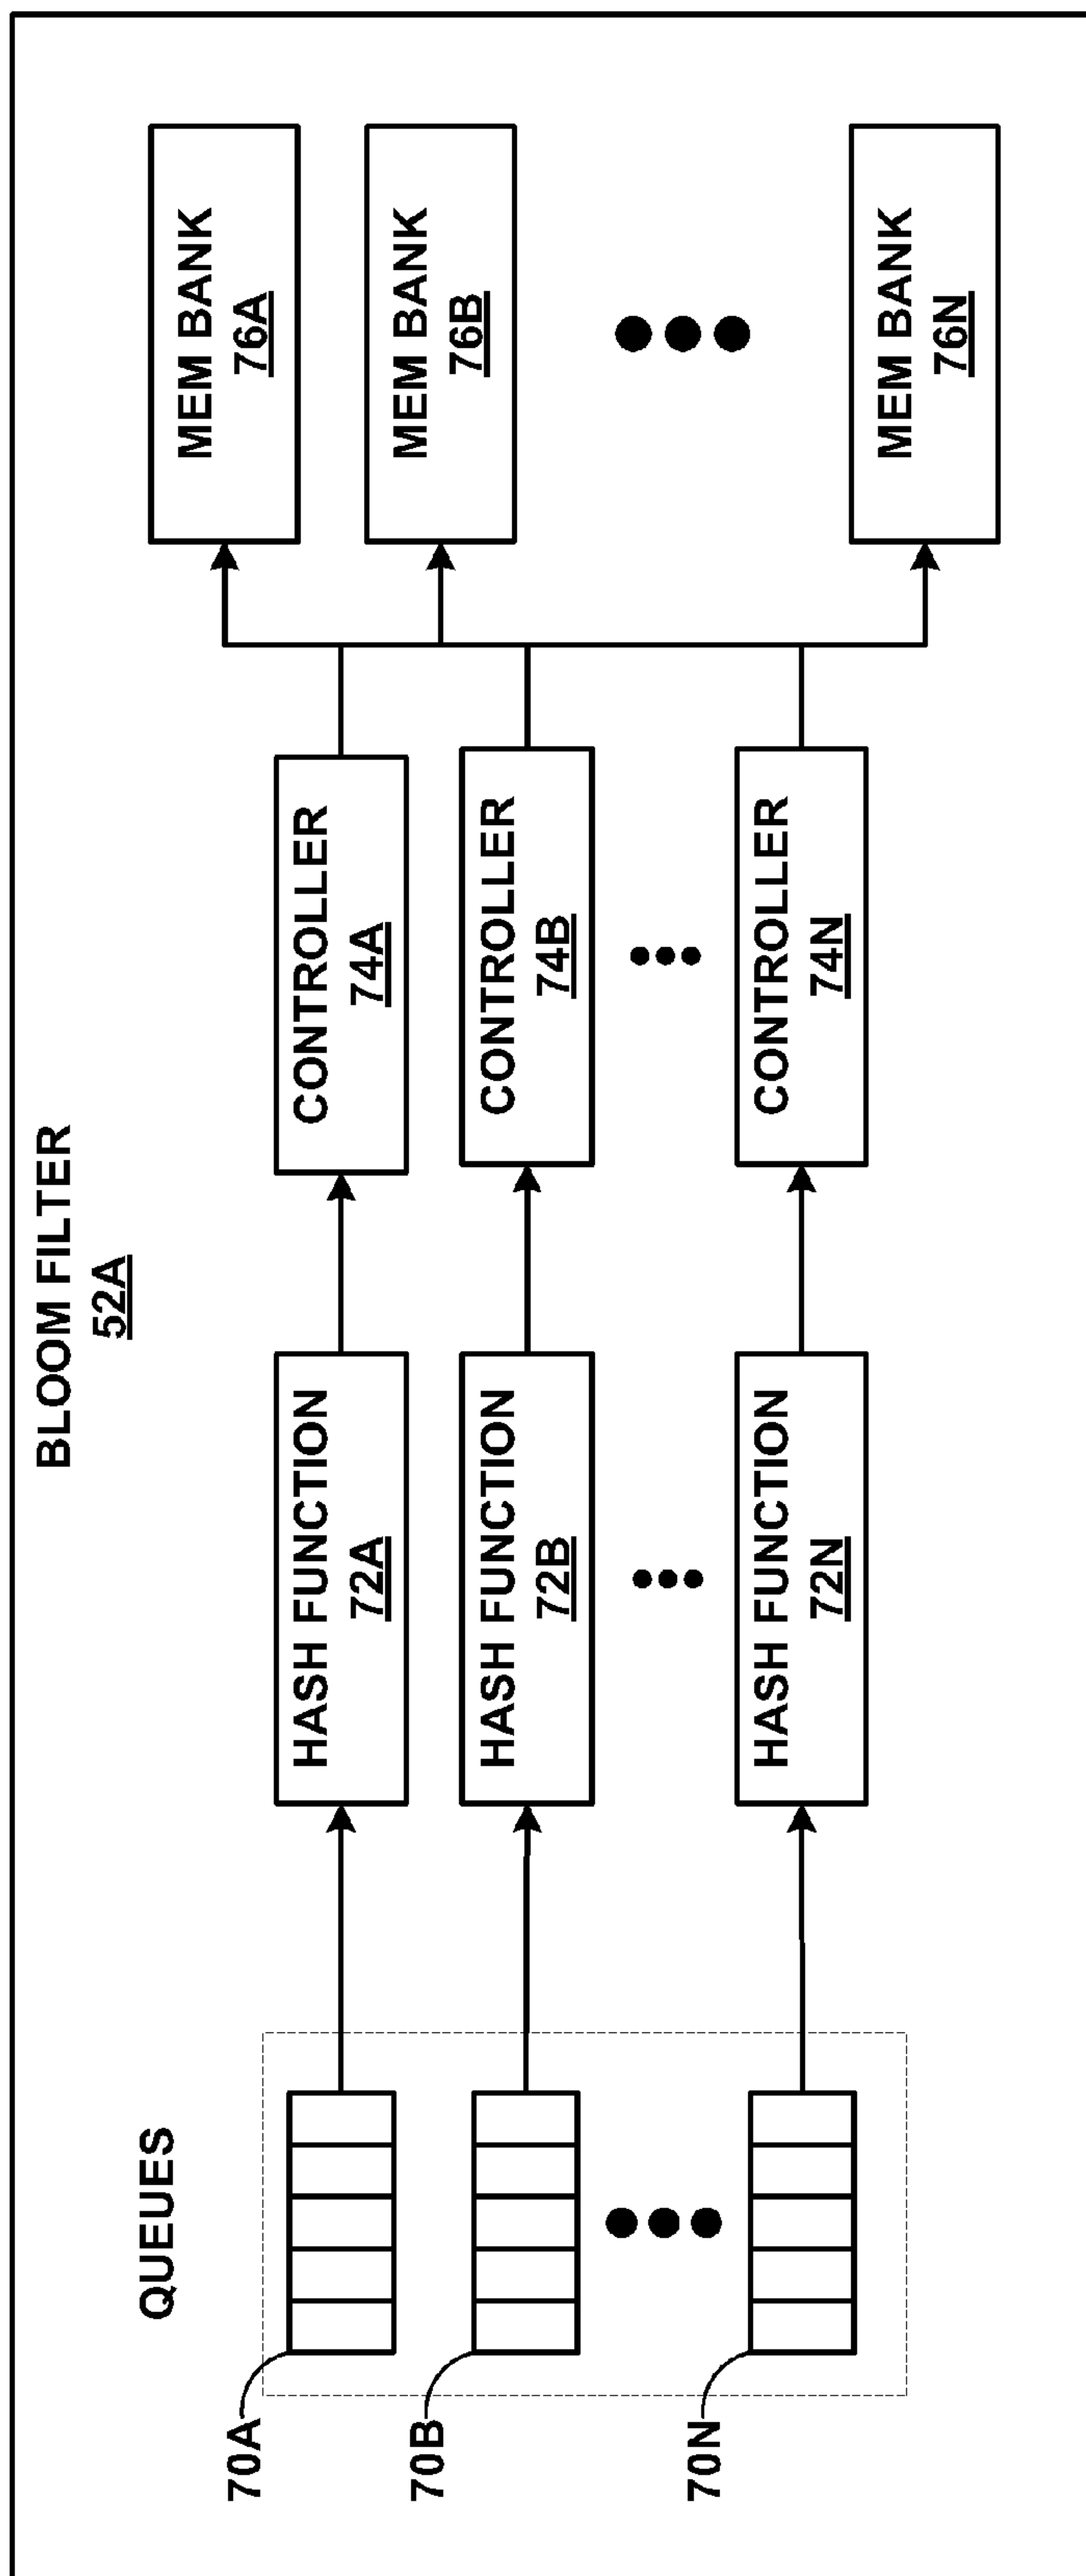 BLOOM FILTER
52A
QUEUES
70A
70B
70N
HASH FUNCTION
72A
HASH FUNCTION
72B
HASH FUNCTION
72N
CONTROLLER
74A
CONTROLLER
74B
CONTROLLER
74N
MEM BANK
76A
MEM BANK
76B
MEM BANK
76N